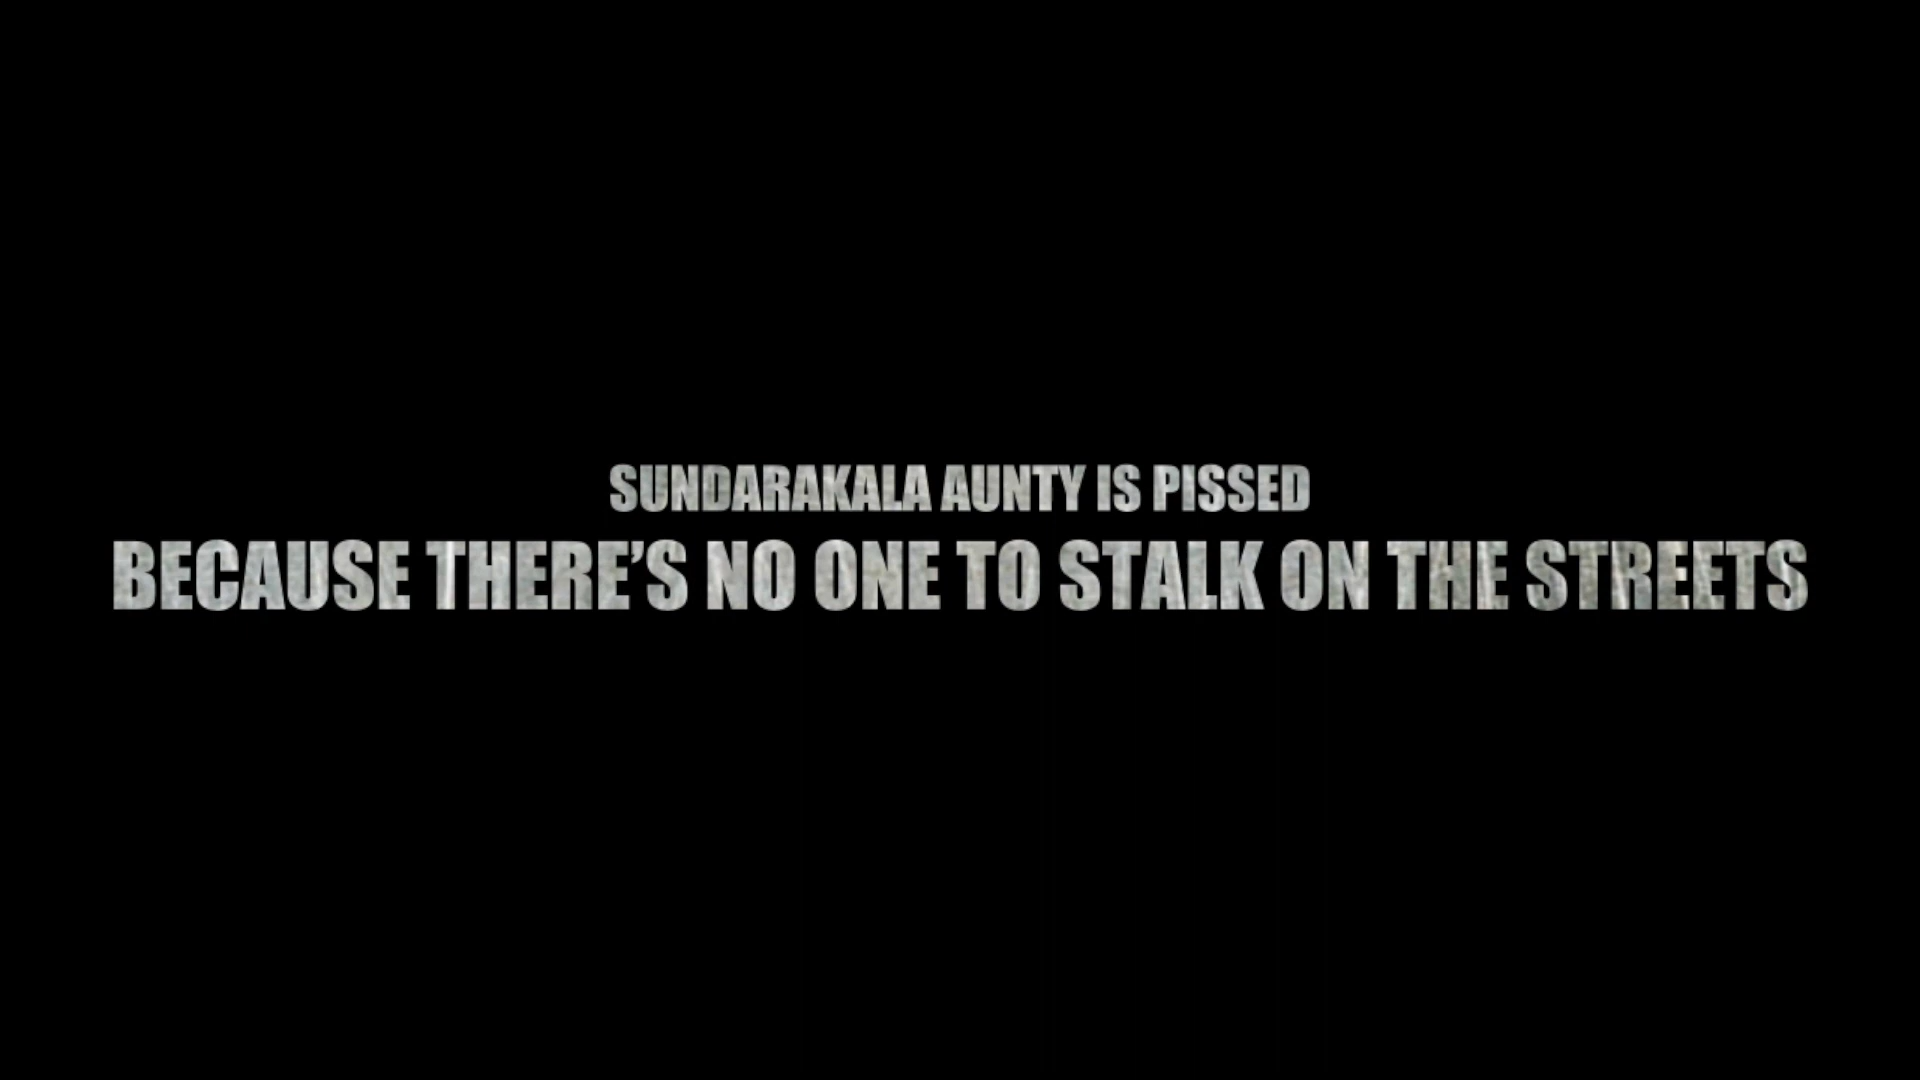 SUNDARAKALA AUNTY IS PISSED
BECAUSE THERE’S NO ONE TO STALK ON THE STREETS